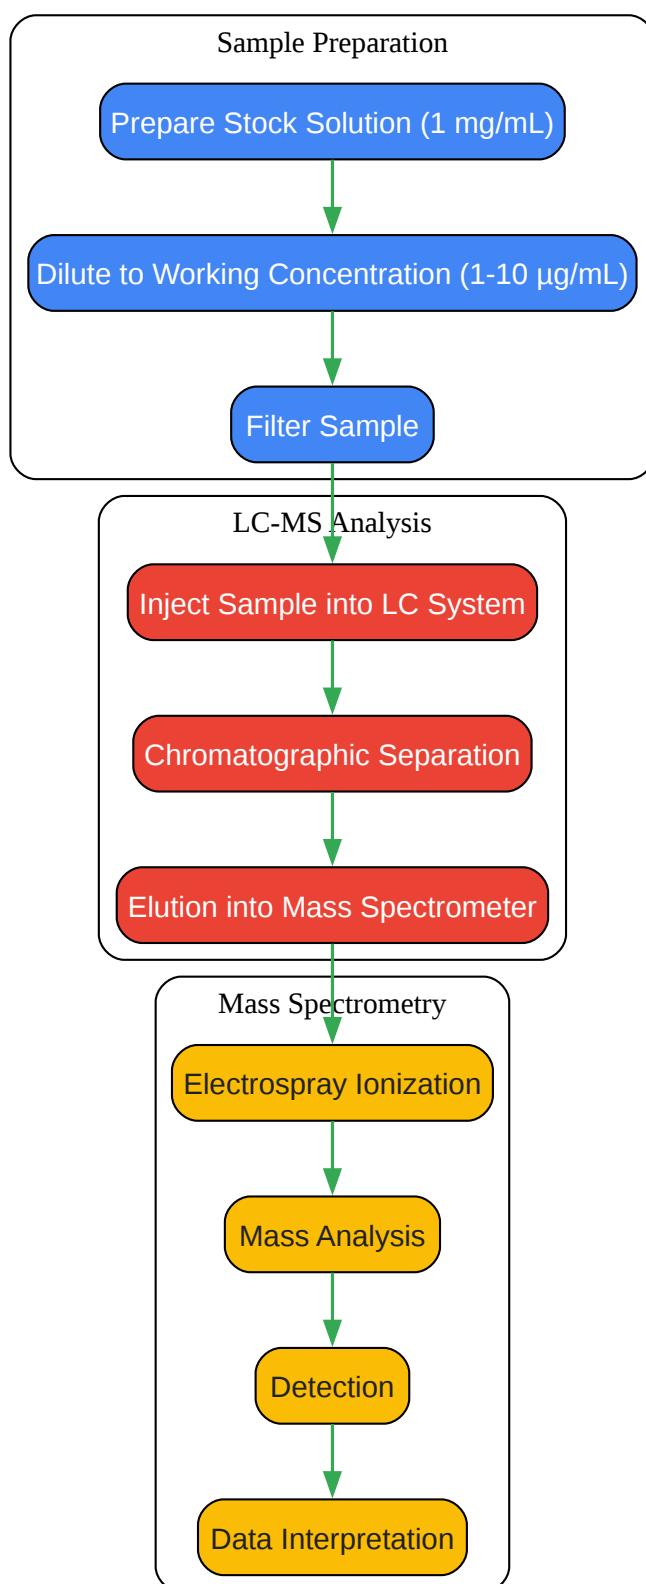 Sample Preparation
Prepare Stock Solution (1 mg/mL)
Dilute to Working Concentration (1-10 µg/mL)
Filter Sample
LC-MS Analysis
Inject Sample into LC System
Chromatographic Separation
Elution into Mass Spectrometer
Mass Spectrometry
Electrospray Ionization
Mass Analysis
Detection
Data Interpretation